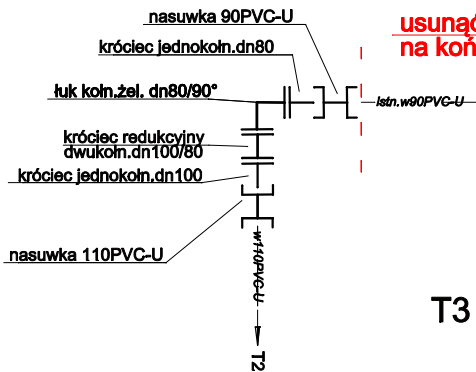 nasuwka 90PVC-U
usunąć
na koń
króciec jednokołn.dn80
łuk kołn.żel. dn80/90°
istn.w90PVC-U
króciec redukcyjny
dwukołn.dn100/80
króciec jednokołn.dn100
nasuwka 110PVC-U
w110PVC-U
T3
T2